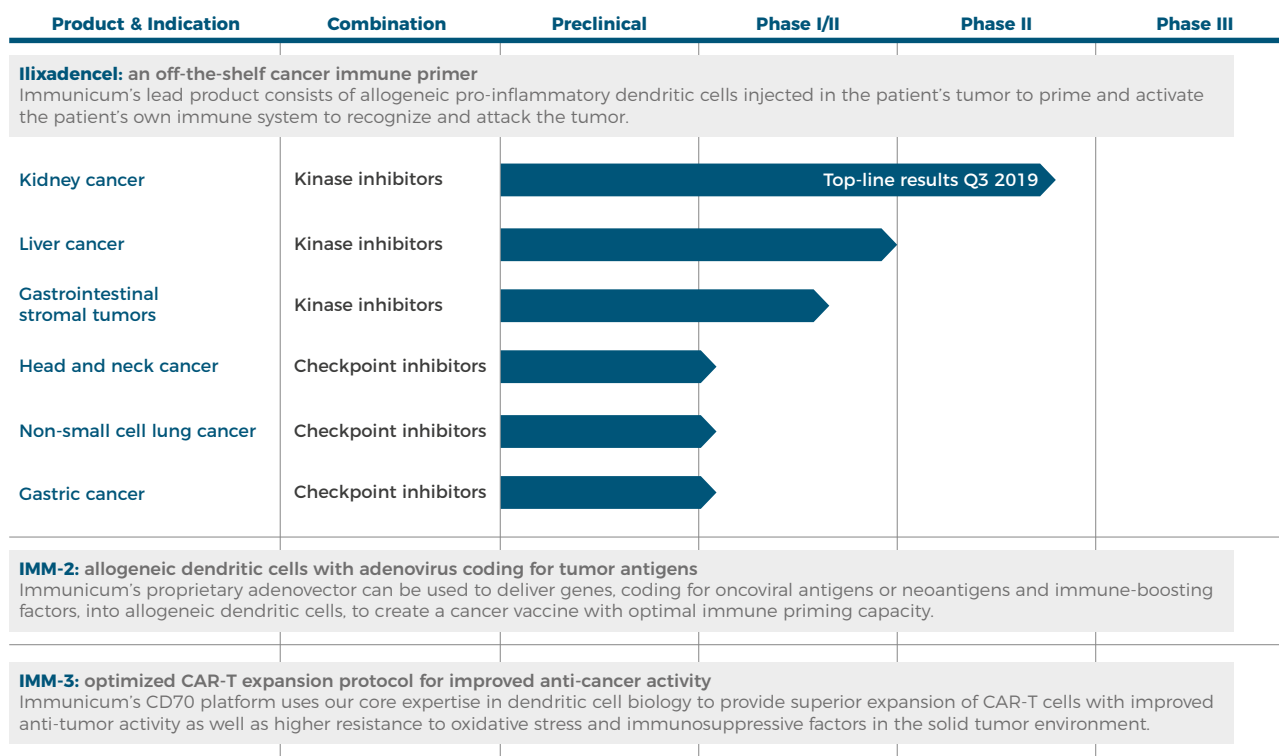 Product & Indication Combination Preclinical Phase I/II Phase II Phase III
Ilixadencel: an off-the-shelf cancer immune primer
Immunicum's lead product consists of allogeneic pro-inflammatory dendritic cells injected in the patient's tumor to prime and activate
the patient's own immune system to recognize and attack the tumor.
Kidney cancer Kinase inhibitors Top-line results Q3 2019
Liver cancer Kinase inhibitors
Gastrointestinal
stromal tumors Kinase inhibitors
Head and neck cancer Checkpoint inhibitors
Non-small cell lung cancer Checkpoint inhibitors
Gastric cancer Checkpoint inhibitors
IMM-2: allogeneic dendritic cells with adenovirus coding for tumor antigens
Immunicum's proprietary adenovector can be used to deliver genes, coding for oncoviral antigens or neoantigens and immune-boosting
factors, into allogeneic dendritic cells, to create a cancer vaccine with optimal immune priming capacity.
IMM-3: optimized CAR-T expansion protocol for improved anti-cancer activity
Immunicum's CD70 platform uses our core expertise in dendritic cell biology to provide superior expansion of CAR-T cells with improved
anti-tumor activity as well as higher resistance to oxidative stress and immunosuppressive factors in the solid tumor environment.